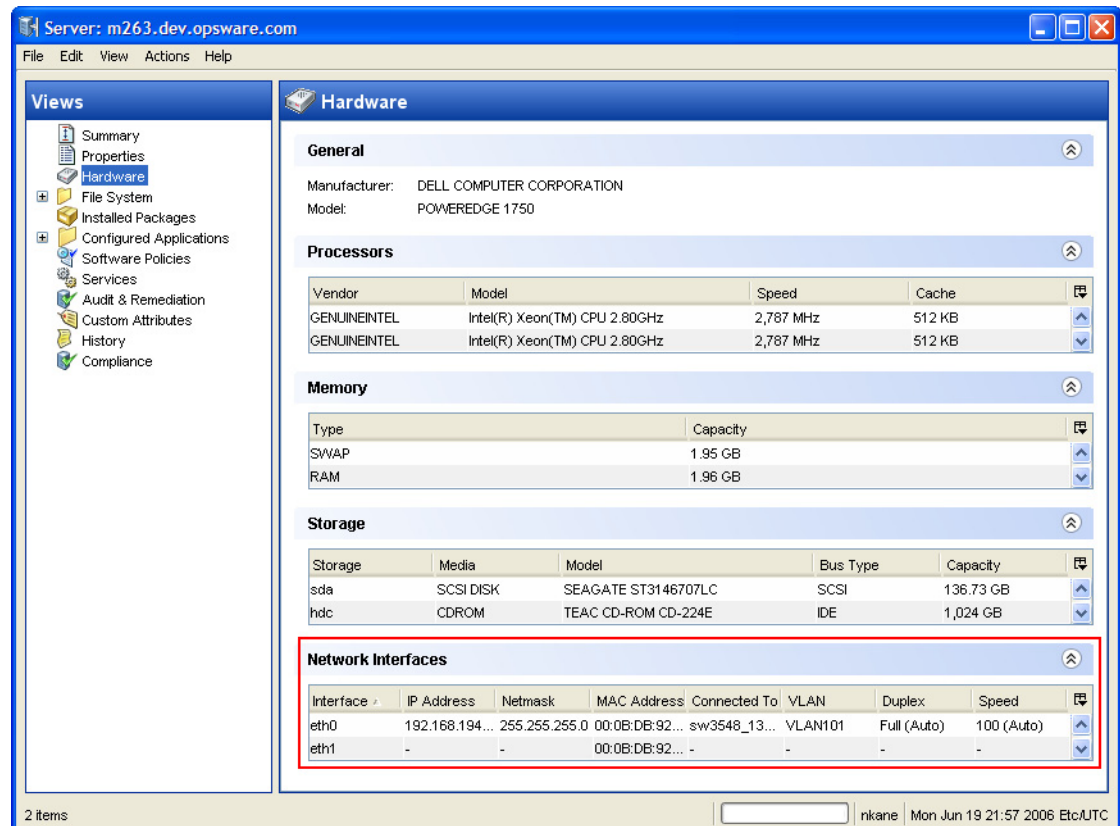 Server: m263.dev.opsware.com
File Edit View Actions Help
Views
Summary
Properties
Hardware
File System
Installed Packages
Configured Applications
Software Policies
Services
Audit & Remediation
Custom Attributes
History
Compliance
Hardware
General
Manufacturer: DELL COMPUTER CORPORATION
Model: POWEREDGE 1750
Processors
Vendor Model Speed Cache
GENUINEINTEL Intel(R) Xeon(TM) CPU 2.80GHz 2,787 MHz 512 KB
GENUINEINTEL Intel(R) Xeon(TM) CPU 2.80GHz 2,787 MHz 512 KB
Memory
Type Capacity
SWAP 1.95 GB
RAM 1.96 GB
Storage
Storage Media Model Bus Type Capacity
sda SCSI DISK SEAGATE ST3146707LC SCSI 136.73 GB
hdc CDROM TEAC CD-ROM CD-224E IDE 1,024 GB
Network Interfaces
Interface IP Address Netmask MAC Address Connected To VLAN Duplex Speed
eth0 192.168.194... 255.255.255.0 00:0B:DB:92... sw3548_13... VLAN101 Full (Auto) 100 (Auto)
eth1 - - 00:0B:DB:92... - - - -
2 items nkane Mon Jun 19 21:57 2006 Etc/UTC